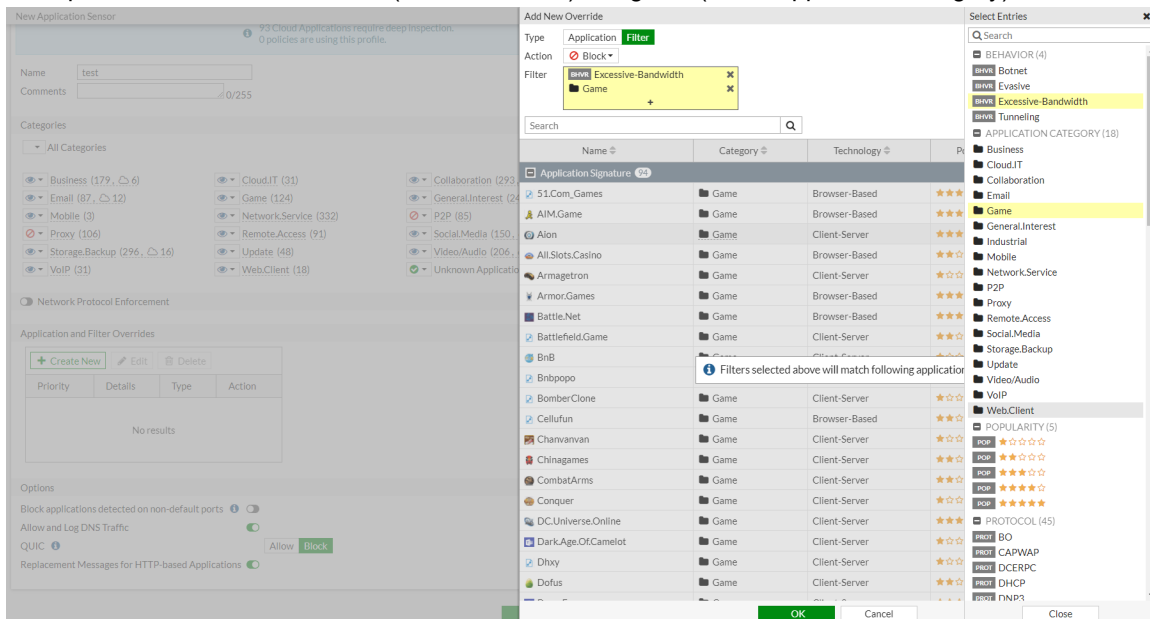 New Application Sensor
93 Cloud Applications require deep inspection.
0 policies are using this profile.
Name test
Comments 0/255
Categories
All Categories
Business (179, 6) Cloud.IT (31) Collaboration (293,
Email (87, 12) Game (124) General.Interest (24
Mobile (3) Network.Service (332) P2P (85)
Proxy (106) Remote.Access (91) Social.Media (150,
Storage.Backup (296, 16) Update (48) Video/Audio (206,
VoIP (31) Web.Client (18) Unknown Applicatio
Network Protocol Enforcement
Application and Filter Overrides
Create New Edit Delete
Priority Details Type Action
No results
Options
Block applications detected on non-default ports
Allow and Log DNS Traffic
QUIC Allow Block
Replacement Messages for HTTP-based Applications
Add New Override
Type Application Filter
Action Block
Filter BHVR Excessive-Bandwidth
Game
+
Search
Name Category Technology
Application Signature 94
51.Com_Games Game Browser-Based
AIM.Game Game Browser-Based
Aion Game Client-Server
All.Slots.Casino Game Browser-Based
Armagetron Game Client-Server
Armor.Games Game Browser-Based
Battle.Net Game Browser-Based
Battlefield.Game Game Client-Server
BnB
Filters selected above will match following application
Bnbpopo
BomberClone Game Client-Server
Cellufun Game Browser-Based
Chanvanvan Game Client-Server
Chinagames Game Client-Server
CombatArms Game Client-Server
Conquer Game Client-Server
DC.Universe.Online Game Client-Server
Dark.Age.Of.Camelot Game Client-Server
Dhxy Game Client-Server
Dofus Game Client-Server
OK Cancel
Select Entries
Search
BEHAVIOR (4)
BHVR Botnet
BHVR Evasive
BHVR Excessive-Bandwidth
BHVR Tunneling
APPLICATION CATEGORY (18)
Business
Cloud.IT
Collaboration
Email
Game
General.Interest
Industrial
Mobile
Network.Service
P2P
Proxy
Remote.Access
Social.Media
Storage.Backup
Update
Video/Audio
VoIP
Web.Client
POPULARITY (5)
POP
POP
POP
POP
POP
PROTOCOL (45)
PROT BO
PROT CAPWAP
PROT DCERPC
PROT DHCP
PROT DNP3
Close